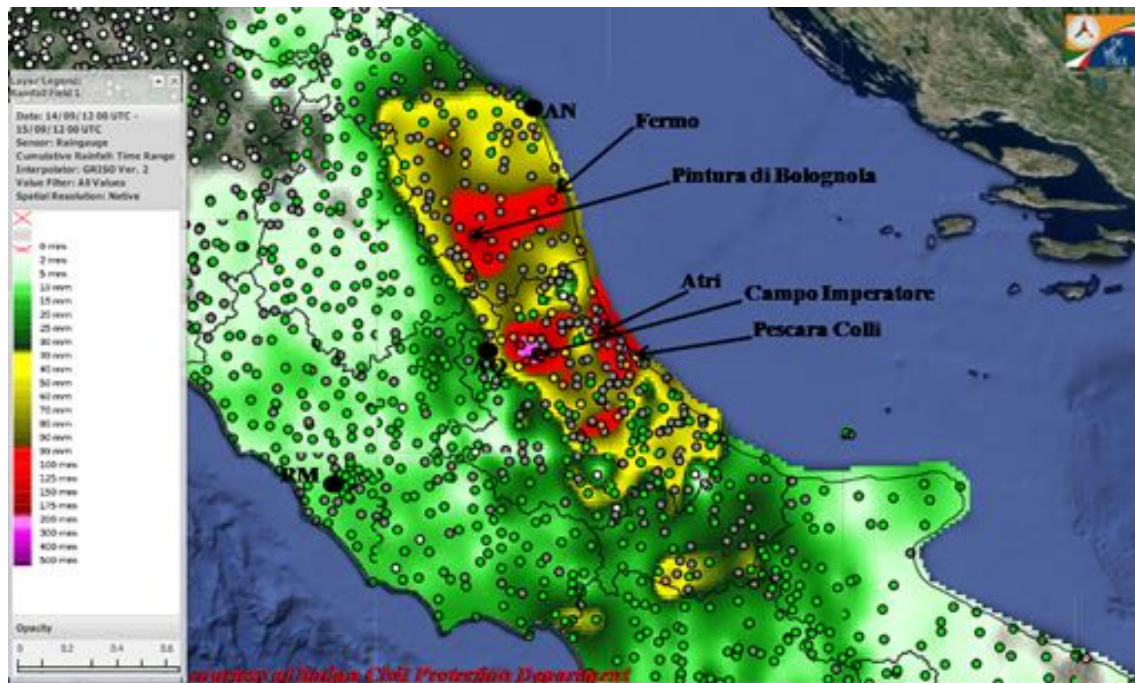 Layer Legend:
Rainfall Field 1
Date: 14/09/12 00 UTC -
15/09/12 00 UTC
Sensor: Raingauge
Cumulative Rainfall Time Range
Interpolator: GRISO Ver. 2
Value Filter: All Values
Spatial Resolution: Native
0 mm
2 mm
5 mm
10 mm
15 mm
20 mm
25 mm
30 mm
40 mm
50 mm
60 mm
70 mm
90 mm
100 mm
125 mm
150 mm
175 mm
200 mm
300 mm
400 mm
500 mm
Opacity
0 0.2 0.4 0.6
AN
Fermo
Pintura di Bolognola
Atri
Campo Imperatore
Pescara Colli
AQ
RM
courtesy of Italian Civil Protection Department